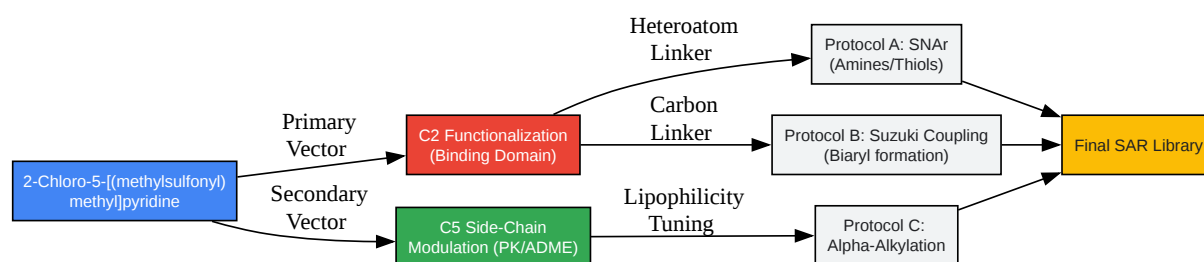 2-Chloro-5-[(methylsulfonyl)
methyl]pyridine
Primary
Vector
Secondary
Vector
C2 Functionalization
(Binding Domain)
C5 Side-Chain
Modulation (PK/ADME)
Heteroatom
Linker
Carbon
Linker
Lipophilicity
Tuning
Protocol A: SNAr
(Amines/Thiols)
Protocol B: Suzuki Coupling
(Biaryl formation)
Protocol C:
Alpha-Alkylation
Final SAR Library